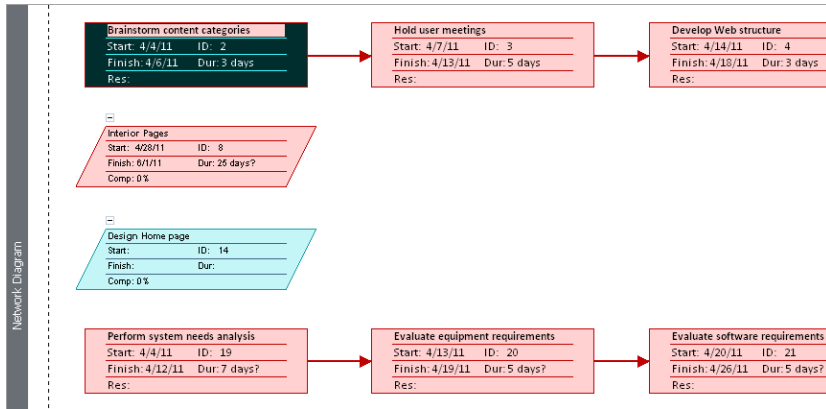 Network Diagram
Brainstorm content categories
Start: 4/4/11 ID: 2
Finish: 4/6/11 Dur: 3 days
Res:
Hold user meetings
Start: 4/7/11 ID: 3
Finish: 4/13/11 Dur: 5 days
Res:
Develop Web structure
Start: 4/14/11 ID: 4
Finish: 4/18/11 Dur: 3 days
Res:
Interior Pages
Start: 4/28/11 ID: 8
Finish: 6/1/11 Dur: 25 days?
Comp: 0%
Design Home page
Start: ID: 14
Finish: Dur:
Comp: 0%
Perform system needs analysis
Start: 4/4/11 ID: 19
Finish: 4/12/11 Dur: 7 days?
Res:
Evaluate equipment requirements
Start: 4/13/11 ID: 20
Finish: 4/19/11 Dur: 5 days?
Res:
Evaluate software requirements
Start: 4/20/11 ID: 21
Finish: 4/26/11 Dur: 5 days?
Res: